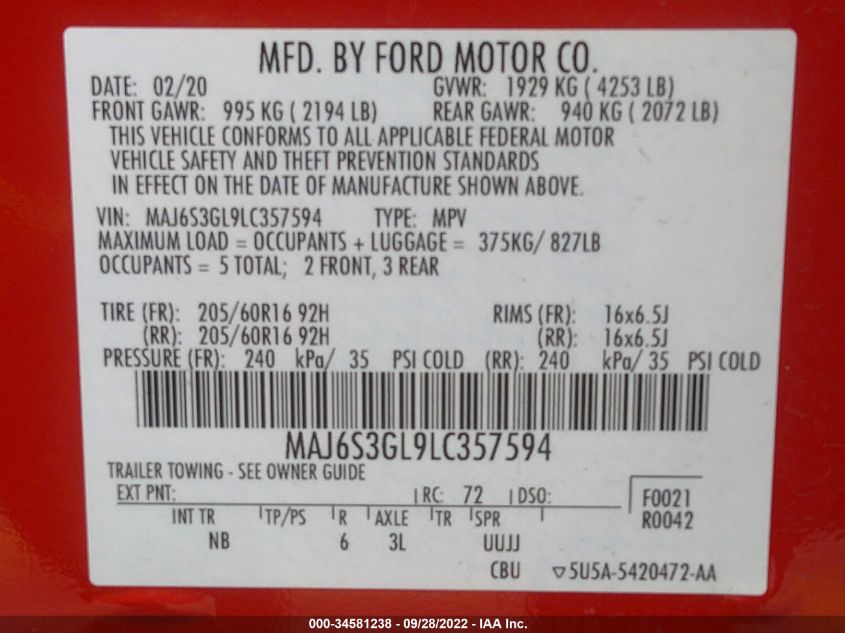 MFD. BY FORD MOTOR CO.
DATE: 02/20 GVWR: 1929 KG ( 4253 LB)
FRONT GAWR: 995 KG ( 2194 LB) REAR GAWR: 940 KG ( 2072 LB)
THIS VEHICLE CONFORMS TO ALL APPLICABLE FEDERAL MOTOR
VEHICLE SAFETY AND THEFT PREVENTION STANDARDS
IN EFFECT ON THE DATE OF MANUFACTURE SHOWN ABOVE.
VIN: MAJ6S3GL9LC357594 TYPE: MPV
MAXIMUM LOAD = OCCUPANTS + LUGGAGE = 375KG/ 827LB
OCCUPANTS = 5 TOTAL; 2 FRONT, 3 REAR
TIRE (FR): 205/60R16 92H RIMS (FR): 16x6.5J
(RR): 205/60R16 92H (RR): 16x6.5J
PRESSURE (FR): 240 kPa/ 35 PSI COLD (RR): 240 kPa/ 35 PSI COLD
MAJ6S3GL9LC357594
TRAILER TOWING - SEE OWNER GUIDE
EXT PNT: RC: 72 DSO: F0021
R0042
INT TR TP/PS R AXLE TR SPR
NB 6 3L UUJJ
CBU ▽5U5A-5420472-AA
000-34581238 - 09/28/2022 - IAA Inc.